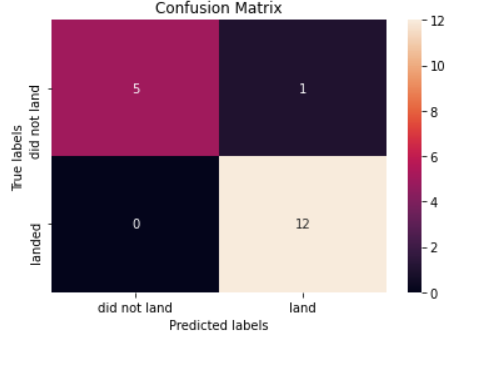 Confusion Matrix
True labels
did not land
landed
5
1
0
12
did not land
land
Predicted labels
12
10
8
6
4
2
0